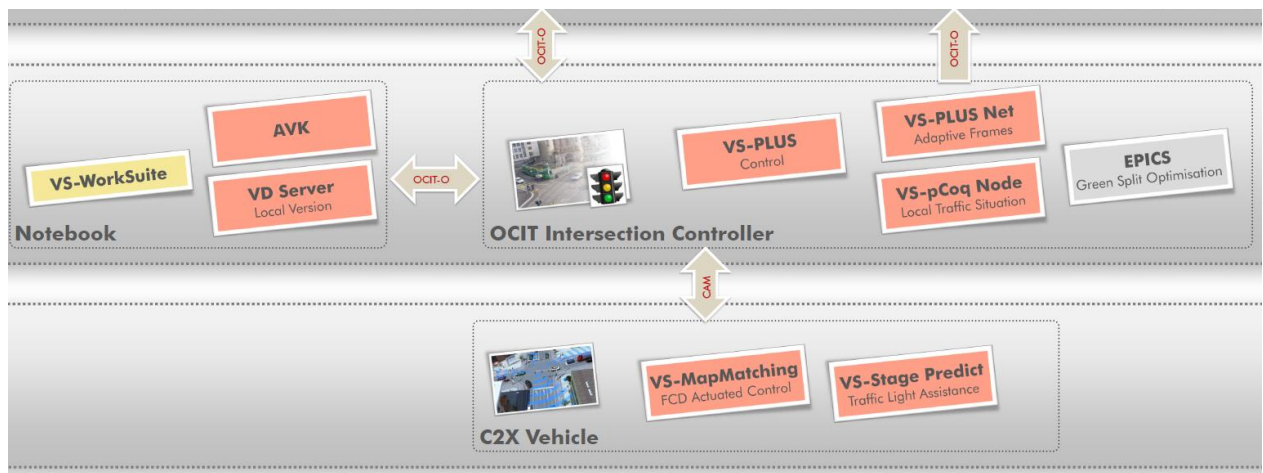 OCIT-O
OCIT-O
AVK
VS-WorkSuite
VD Server
Local Version
Notebook
OCIT-O
VS-PLUS
Control
VS-PLUS Net
Adaptive Frames
VS-pCoq Node
Local Traffic Situation
EPICS
Green Split Optimisation
OCIT Intersection Controller
CAM
VS-MapMatching
FCD Actuated Control
VS-Stage Predict
Traffic Light Assistance
C2X Vehicle